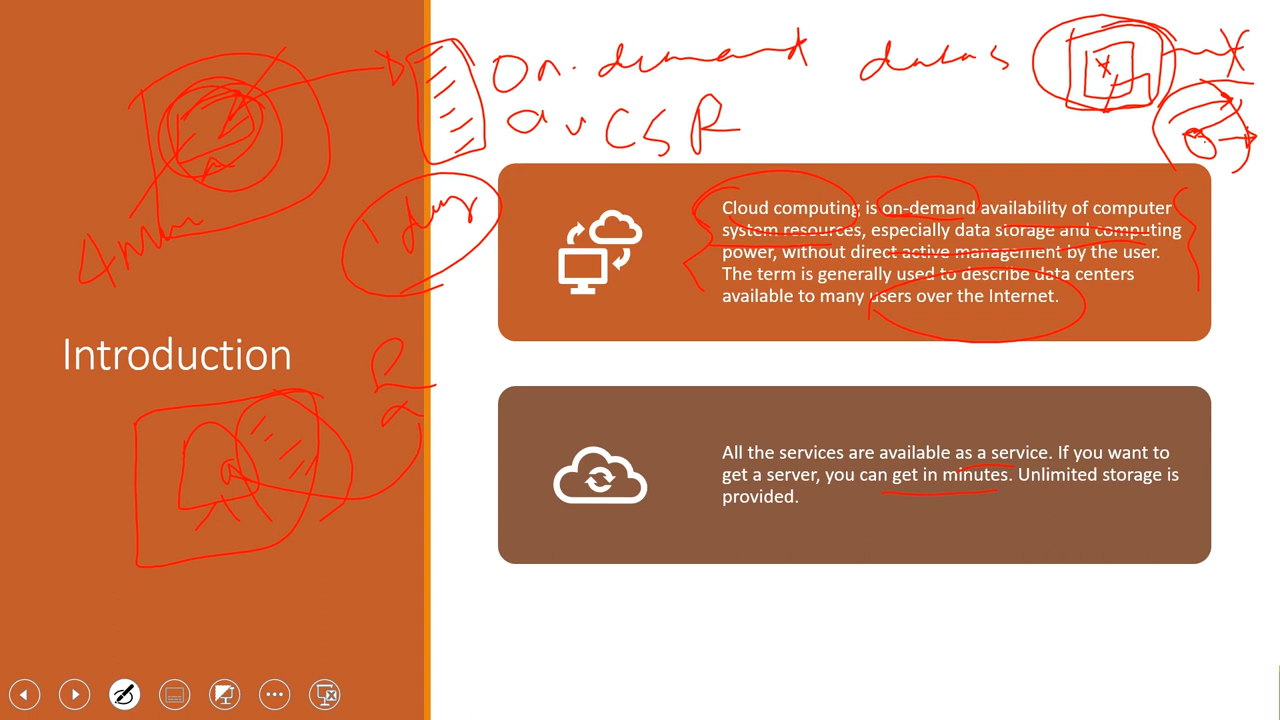 On-demand
av CSR
Cloud computing is on-demand availability of computer
system resources, especially data storage and computing
power, without direct active management by the user.
The term is generally used to describe data centers
available to many users over the Internet.
Introduction
All the services are available as a service. If you want to
get a server, you can get in minutes. Unlimited storage is
provided.